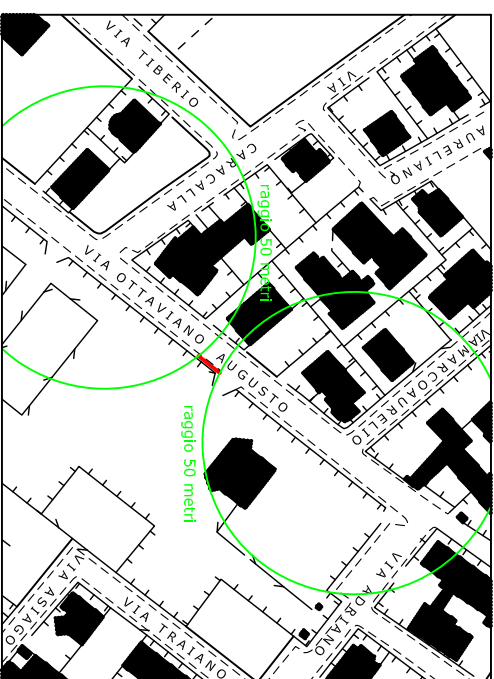 VIA TIBERIO
VIA
CARACALLA
AURELIANO
raggio 50 metri
VIA OTTAVIANO AUGUSTO
VIA MARCO AURELIO
raggio 50 metri
VIA ADRIANO
VIA ASIAGO
VIA TRAIANO